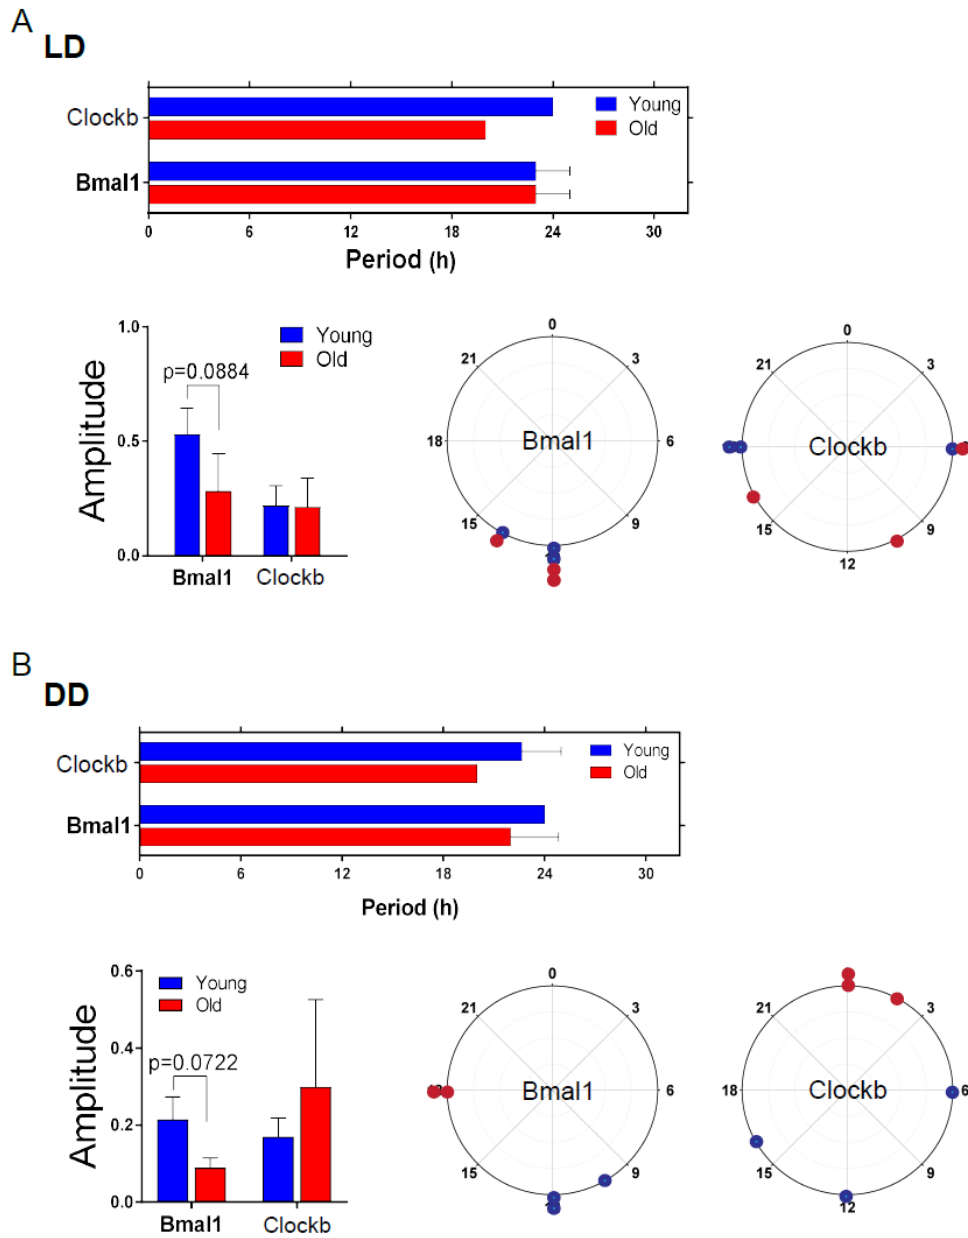 A
LD
Clockb
Bmal1
Young
Old
0 6 12 18 24 30
Period (h)
Amplitude
1.0
0.5
0.0
p=0.0884
Young
Old
Bmal1 Clockb
0
21 3
18 Bmal1 6
15 9
0
21 3
Clockb
15 9
12
B
DD
Clockb
Bmal1
Young
Old
0 6 12 18 24 30
Period (h)
Amplitude
0.6
0.4
0.2
0.0
p=0.0722
Young
Old
Bmal1 Clockb
0
21 3
Bmal1 6
15 9
0
21 3
18 Clockb 6
15 9
12